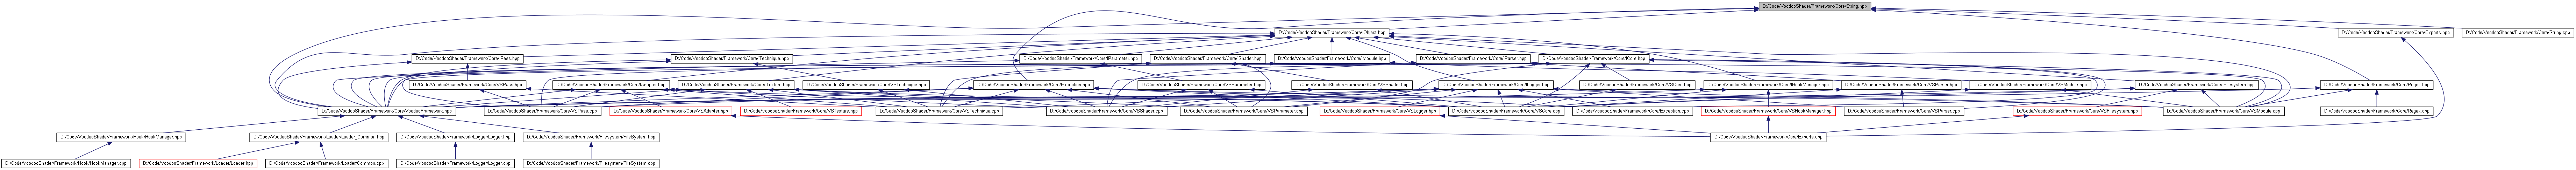 D:/Code/VoodooShader/Framework/Core/String.hpp
D:/Code/VoodooShader/Framework/Core/IObject.hpp
D:/Code/VoodooShader/Framework/Core/Exports.hpp
D:/Code/VoodooShader/Framework/Core/String.cpp
D:/Code/VoodooShader/Framework/Core/IPass.hpp
D:/Code/VoodooShader/Framework/Core/ITechnique.hpp
D:/Code/VoodooShader/Framework/Core/IParameter.hpp
D:/Code/VoodooShader/Framework/Core/IShader.hpp
D:/Code/VoodooShader/Framework/Core/IModule.hpp
D:/Code/VoodooShader/Framework/Core/IParser.hpp
D:/Code/VoodooShader/Framework/Core/ICore.hpp
D:/Code/VoodooShader/Framework/Core/VSPass.hpp
D:/Code/VoodooShader/Framework/Core/IAdapter.hpp
D:/Code/VoodooShader/Framework/Core/ITexture.hpp
D:/Code/VoodooShader/Framework/Core/VSTechnique.hpp
D:/Code/VoodooShader/Framework/Core/Exception.hpp
D:/Code/VoodooShader/Framework/Core/VSParameter.hpp
D:/Code/VoodooShader/Framework/Core/VSShader.hpp
D:/Code/VoodooShader/Framework/Core/ILogger.hpp
D:/Code/VoodooShader/Framework/Core/VSCore.hpp
D:/Code/VoodooShader/Framework/Core/IHookManager.hpp
D:/Code/VoodooShader/Framework/Core/VSParser.hpp
D:/Code/VoodooShader/Framework/Core/VSModule.hpp
D:/Code/VoodooShader/Framework/Core/IFilesystem.hpp
D:/Code/VoodooShader/Framework/Core/Regex.hpp
D:/Code/VoodooShader/Framework/Core/VoodooFramework.hpp
D:/Code/VoodooShader/Framework/Core/VSPass.cpp
D:/Code/VoodooShader/Framework/Core/VSAdapter.hpp
D:/Code/VoodooShader/Framework/Core/VSTexture.hpp
D:/Code/VoodooShader/Framework/Core/VSTechnique.cpp
D:/Code/VoodooShader/Framework/Core/VSShader.cpp
D:/Code/VoodooShader/Framework/Core/VSParameter.cpp
D:/Code/VoodooShader/Framework/Core/VSLogger.hpp
D:/Code/VoodooShader/Framework/Core/VSCore.cpp
D:/Code/VoodooShader/Framework/Core/Exception.cpp
D:/Code/VoodooShader/Framework/Core/VSHookManager.hpp
D:/Code/VoodooShader/Framework/Core/VSParser.cpp
D:/Code/VoodooShader/Framework/Core/VSFilesystem.hpp
D:/Code/VoodooShader/Framework/Core/VSModule.cpp
D:/Code/VoodooShader/Framework/Core/Regex.cpp
D:/Code/VoodooShader/Framework/Hook/HookManager.hpp
D:/Code/VoodooShader/Framework/Loader/Loader_Common.hpp
D:/Code/VoodooShader/Framework/Logger/Logger.hpp
D:/Code/VoodooShader/Framework/Filesystem/FileSystem.hpp
D:/Code/VoodooShader/Framework/Core/Exports.cpp
D:/Code/VoodooShader/Framework/Hook/HookManager.cpp
D:/Code/VoodooShader/Framework/Loader/Loader.hpp
D:/Code/VoodooShader/Framework/Loader/Common.cpp
D:/Code/VoodooShader/Framework/Logger/Logger.cpp
D:/Code/VoodooShader/Framework/Filesystem/FileSystem.cpp